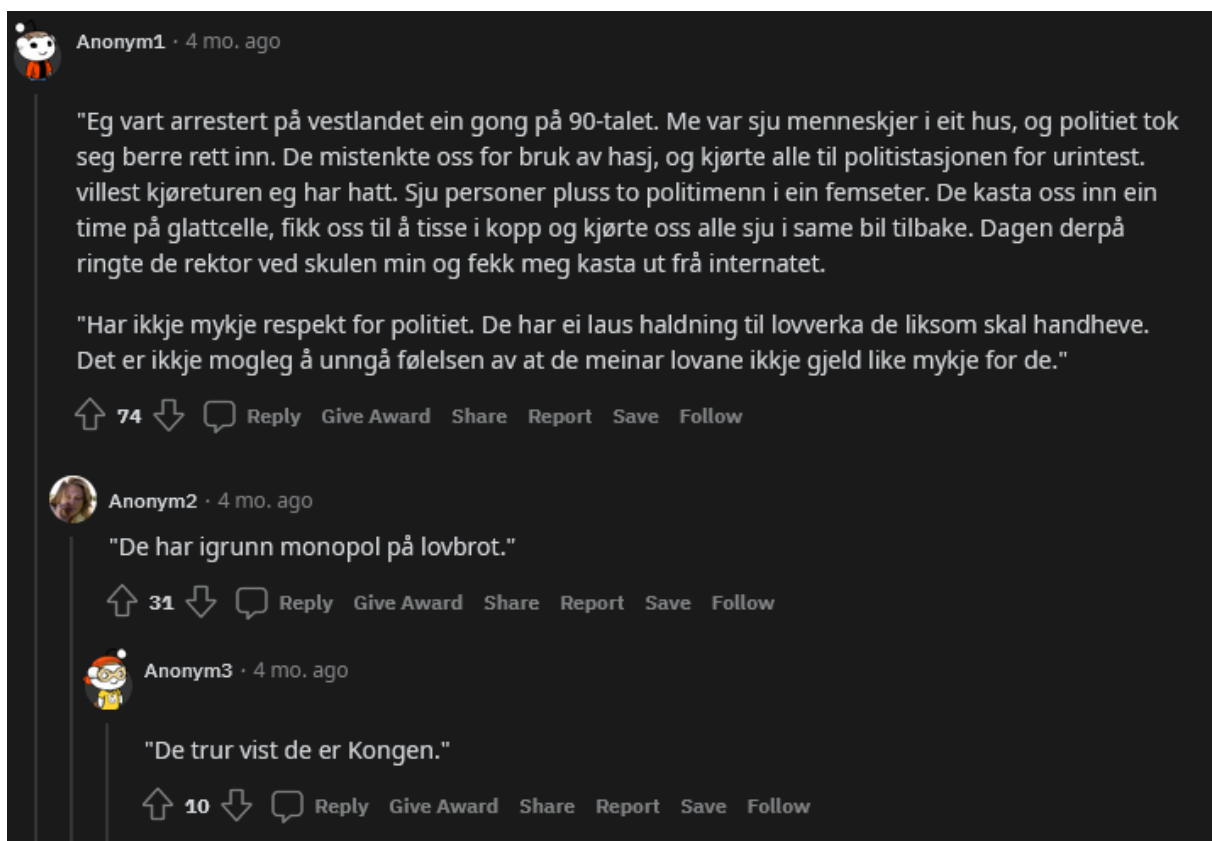 Anonym1 · 4 mo. ago
"Eg vart arrestert på vestlandet ein gong på 90-talet. Me var sju menneskjer i eit hus, og politiet tok
seg berre rett inn. De mistenkte oss for bruk av hasj, og kjørte alle til politistasjonen for urintest.
villest kjøreturen eg har hatt. Sju personer pluss to politimenn i ein femseter. De kasta oss inn ein
time på glattcelle, fikk oss til å tisse i kopp og kjørte oss alle sju i same bil tilbake. Dagen derpå
ringte de rektor ved skulen min og fekk meg kasta ut frå internatet.
"Har ikkje mykje respekt for politiet. De har ei laus haldning til lovverka de liksom skal handheve.
Det er ikkje mogleg å unngå følelsen av at de meinar lovane ikkje gjeld like mykje for de."
74 Reply Give Award Share Report Save Follow
Anonym2 · 4 mo. ago
"De har igrunn monopol på lovbrot."
31 Reply Give Award Share Report Save Follow
Anonym3 · 4 mo. ago
"De trur vist de er Kongen."
10 Reply Give Award Share Report Save Follow